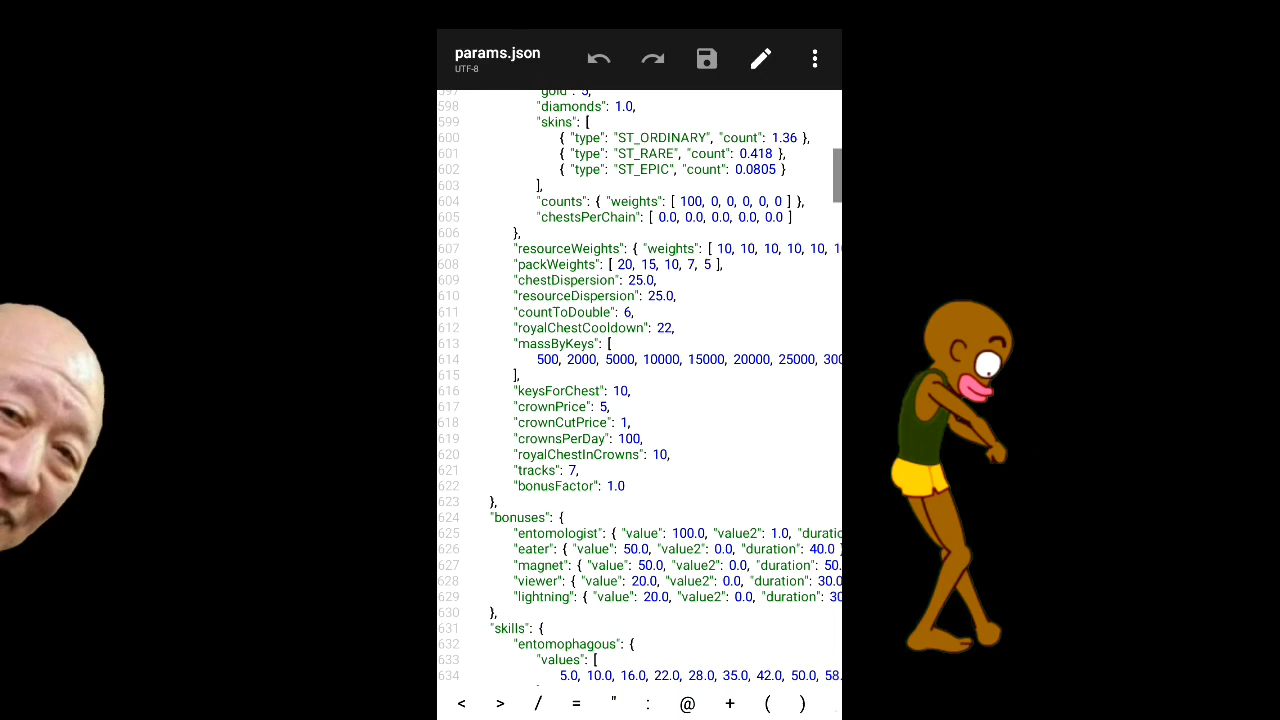 params.json
UTF-8
597 "gold": 5,
598 "diamonds": 1.0,
599 "skins": [
600 { "type": "ST_ORDINARY", "count": 1.36 },
601 { "type": "ST_RARE", "count": 0.418 },
602 { "type": "ST_EPIC", "count": 0.0805 }
603 ],
604 "counts": { "weights": [ 100, 0, 0, 0, 0, 0 ] },
605 "chestsPerChain": [ 0.0, 0.0, 0.0, 0.0, 0.0 ]
606 },
607 "resourceWeights": { "weights": [ 10, 10, 10, 10, 10,
608 "packWeights": [ 20, 15, 10, 7, 5 ],
609 "chestDispersion": 25.0,
610 "resourceDispersion": 25.0,
611 "countToDouble": 6,
612 "royalChestCooldown": 22,
613 "massByKeys": [
614 500, 2000, 5000, 10000, 15000, 20000, 25000,
615 ],
616 "keysForChest": 10,
617 "crownPrice": 5,
618 "crownCutPrice": 1,
619 "crownsPerDay": 100,
620 "royalChestInCrowns": 10,
621 "tracks": 7,
622 "bonusFactor": 1.0
623 },
624 "bonuses": {
625 "entomologist": { "value": 100.0, "value2": 1.0, "duratio
626 "eater": { "value": 50.0, "value2": 0.0, "duration": 40.0 }
627 "magnet": { "value": 50.0, "value2": 0.0, "duration": 50.
628 "viewer": { "value": 20.0, "value2": 0.0, "duration": 30.0
629 "lightning": { "value": 20.0, "value2": 0.0, "duration": 30
630 },
631 "skills": {
632 "entomophagous": {
633 "values": [
634 5.0, 10.0, 16.0, 22.0, 28.0, 35.0, 42.0, 50.0, 58.
< > / = " : @ + ( )